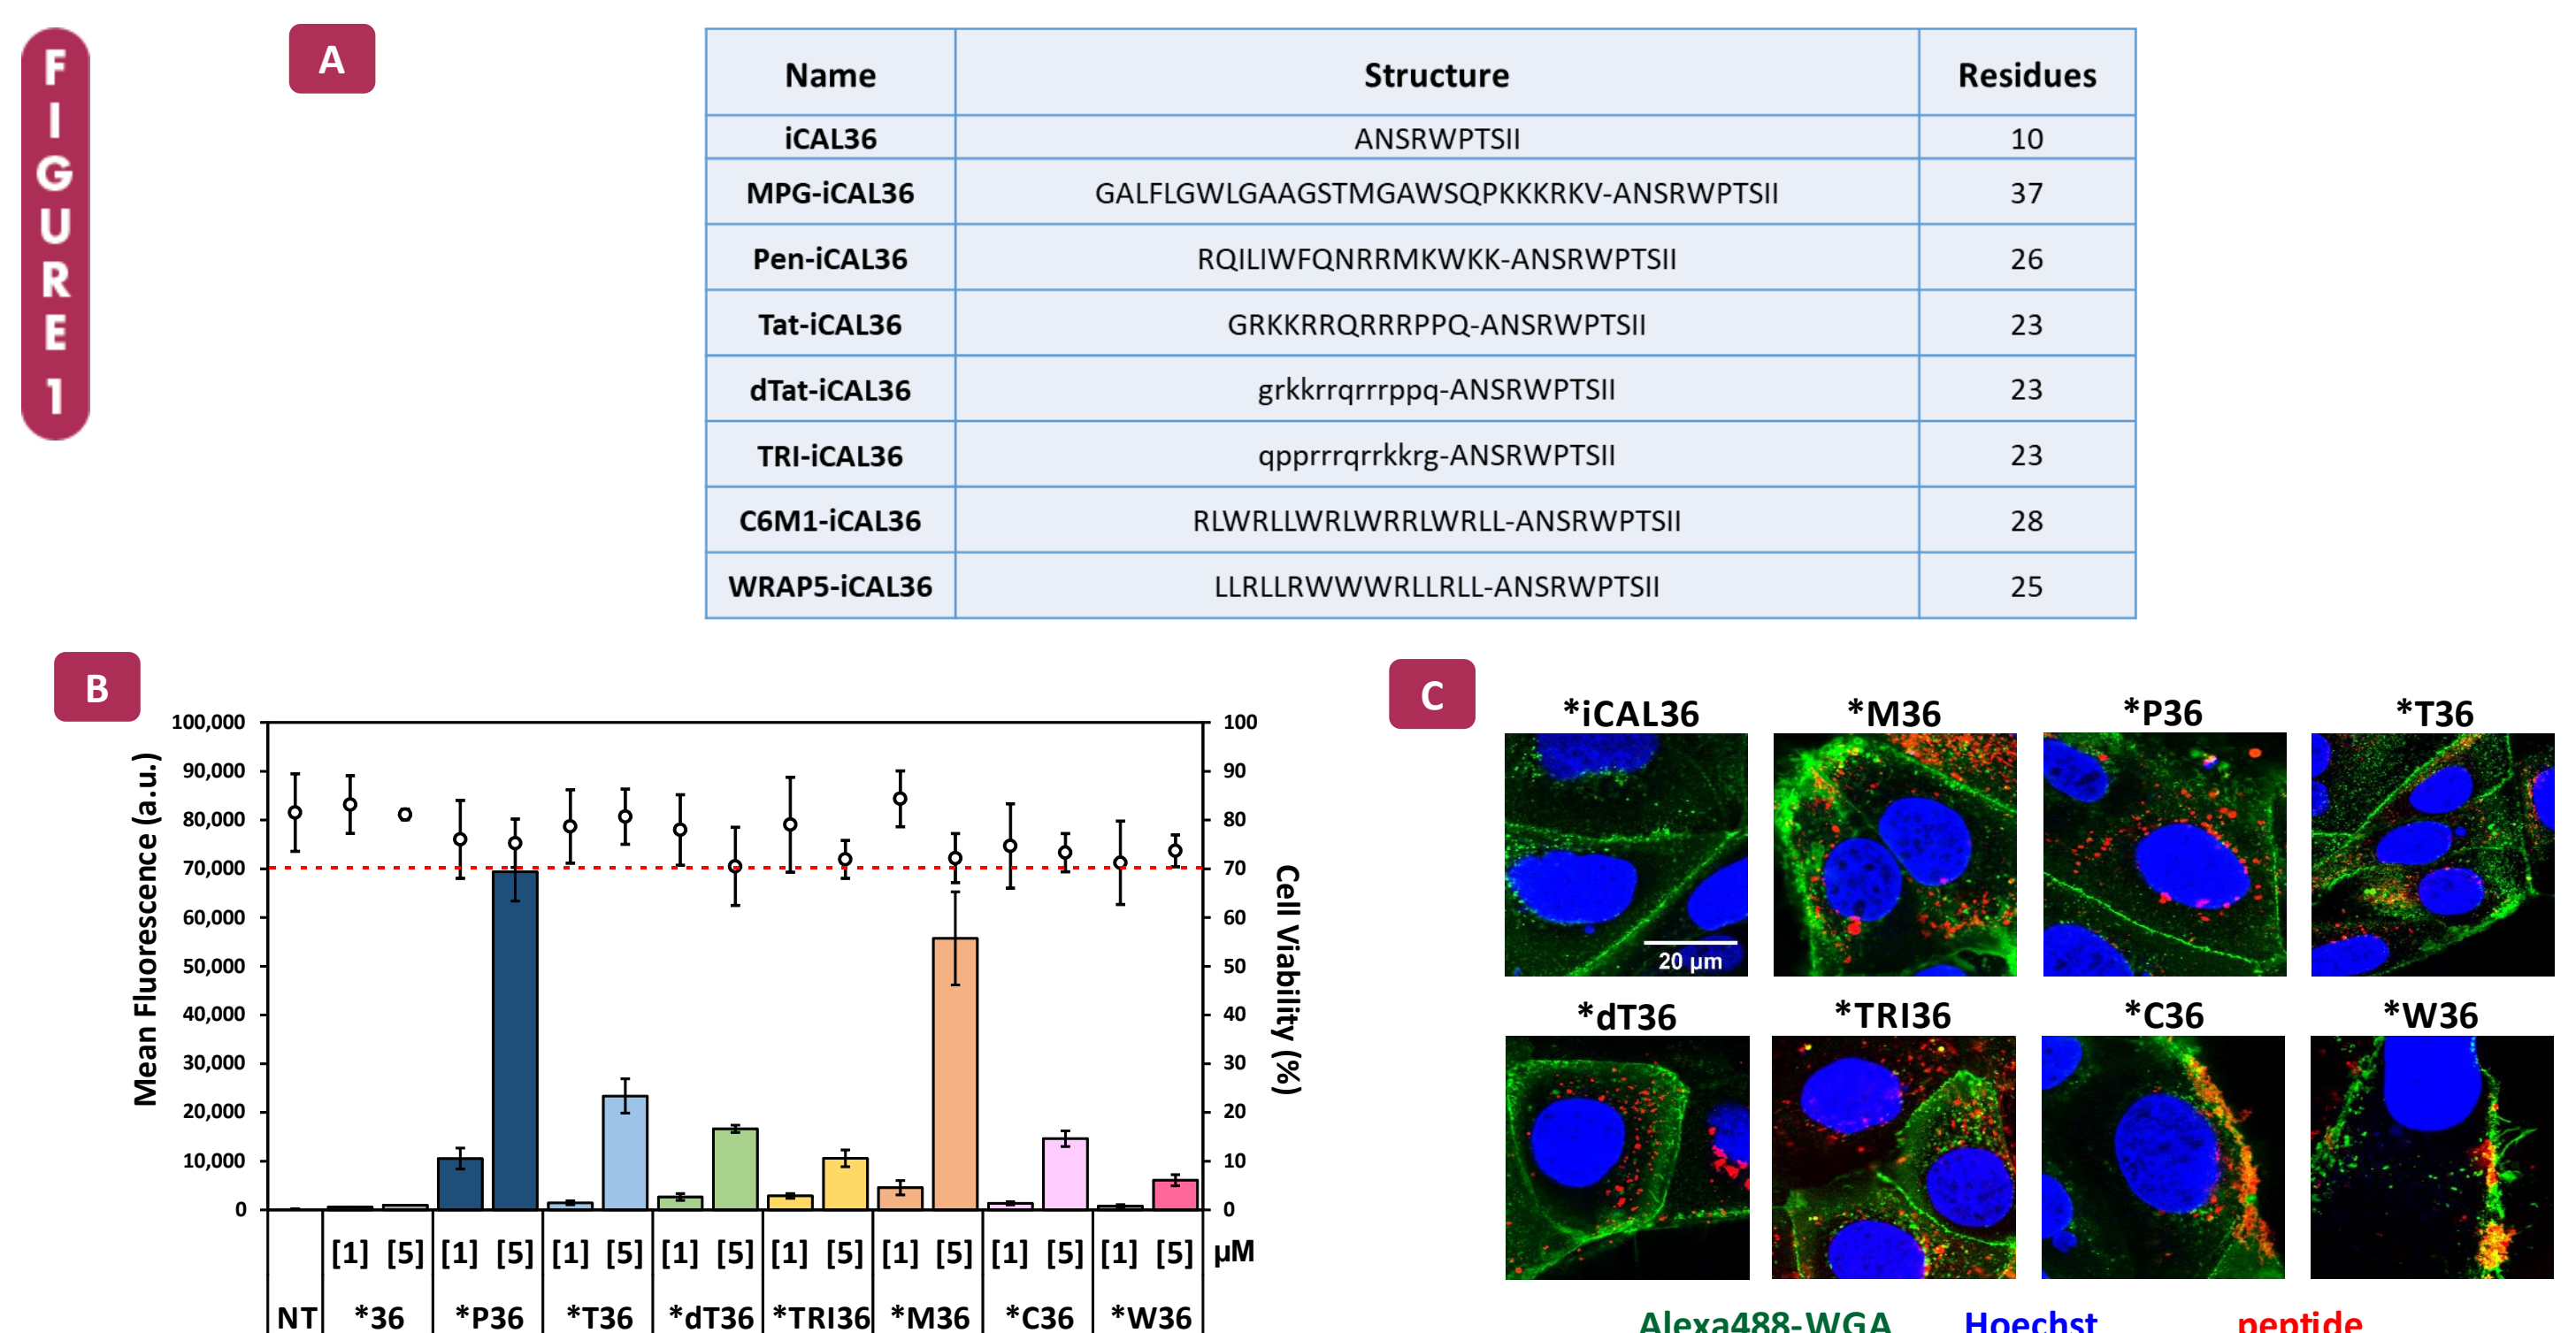 FIGURE 1
A
Name Structure Residues
iCAL36 ANSRWPTSII 10
MPG-iCAL36 GALFLGWLGAAGSTMGAWSQPKKKRKV-ANSRWPTSII 37
Pen-iCAL36 RQILIWFQNRRMKWKK-ANSRWPTSII 26
Tat-iCAL36 GRKKRRQRRRPPQ-ANSRWPTSII 23
dTat-iCAL36 grkkrrqrrrppq-ANSRWPTSII 23
TRI-iCAL36 qpprrrqrrkkrg-ANSRWPTSII 23
C6M1-iCAL36 RLWRLLWRLWRRLWRLL-ANSRWPTSII 28
WRAP5-iCAL36 LLRLLRWWWRLLRLL-ANSRWPTSII 25
B
Mean Fluorescence (a.u.)
100,000
90,000
80,000
70,000
60,000
50,000
40,000
30,000
20,000
10,000
0
100
90
80
70
60
50
40
30
20
10
0
Cell Viability (%)
[1] [5] [1] [5] [1] [5] [1] [5] [1] [5] [1] [5] [1] [5] [1] [5] µM
NT *36 *P36 *T36 *dT36 *TRI36 *M36 *C36 *W36
C
*iCAL36 *M36 *P36 *T36
20 µm
*dT36 *TRI36 *C36 *W36
Alexa488-WGA Hoechst peptide